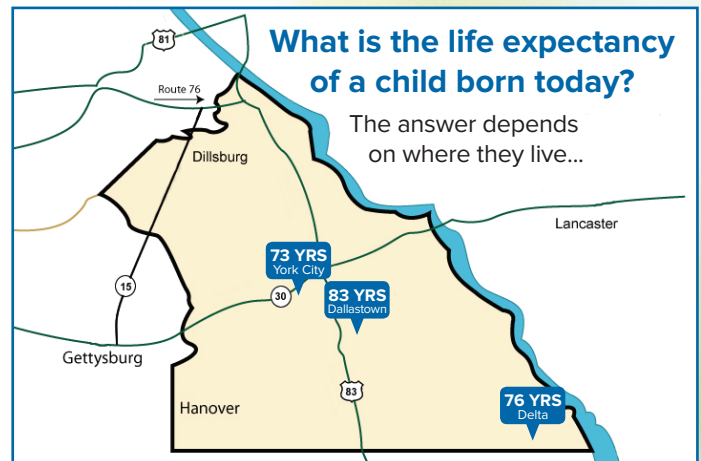 What is the life expectancy
of a child born today?
The answer depends
on where they live...
81
Route 76
Dillsburg
Lancaster
73 YRS
York City
15
30
83 YRS
Dallastown
Gettysburg
83
76 YRS
Delta
Hanover